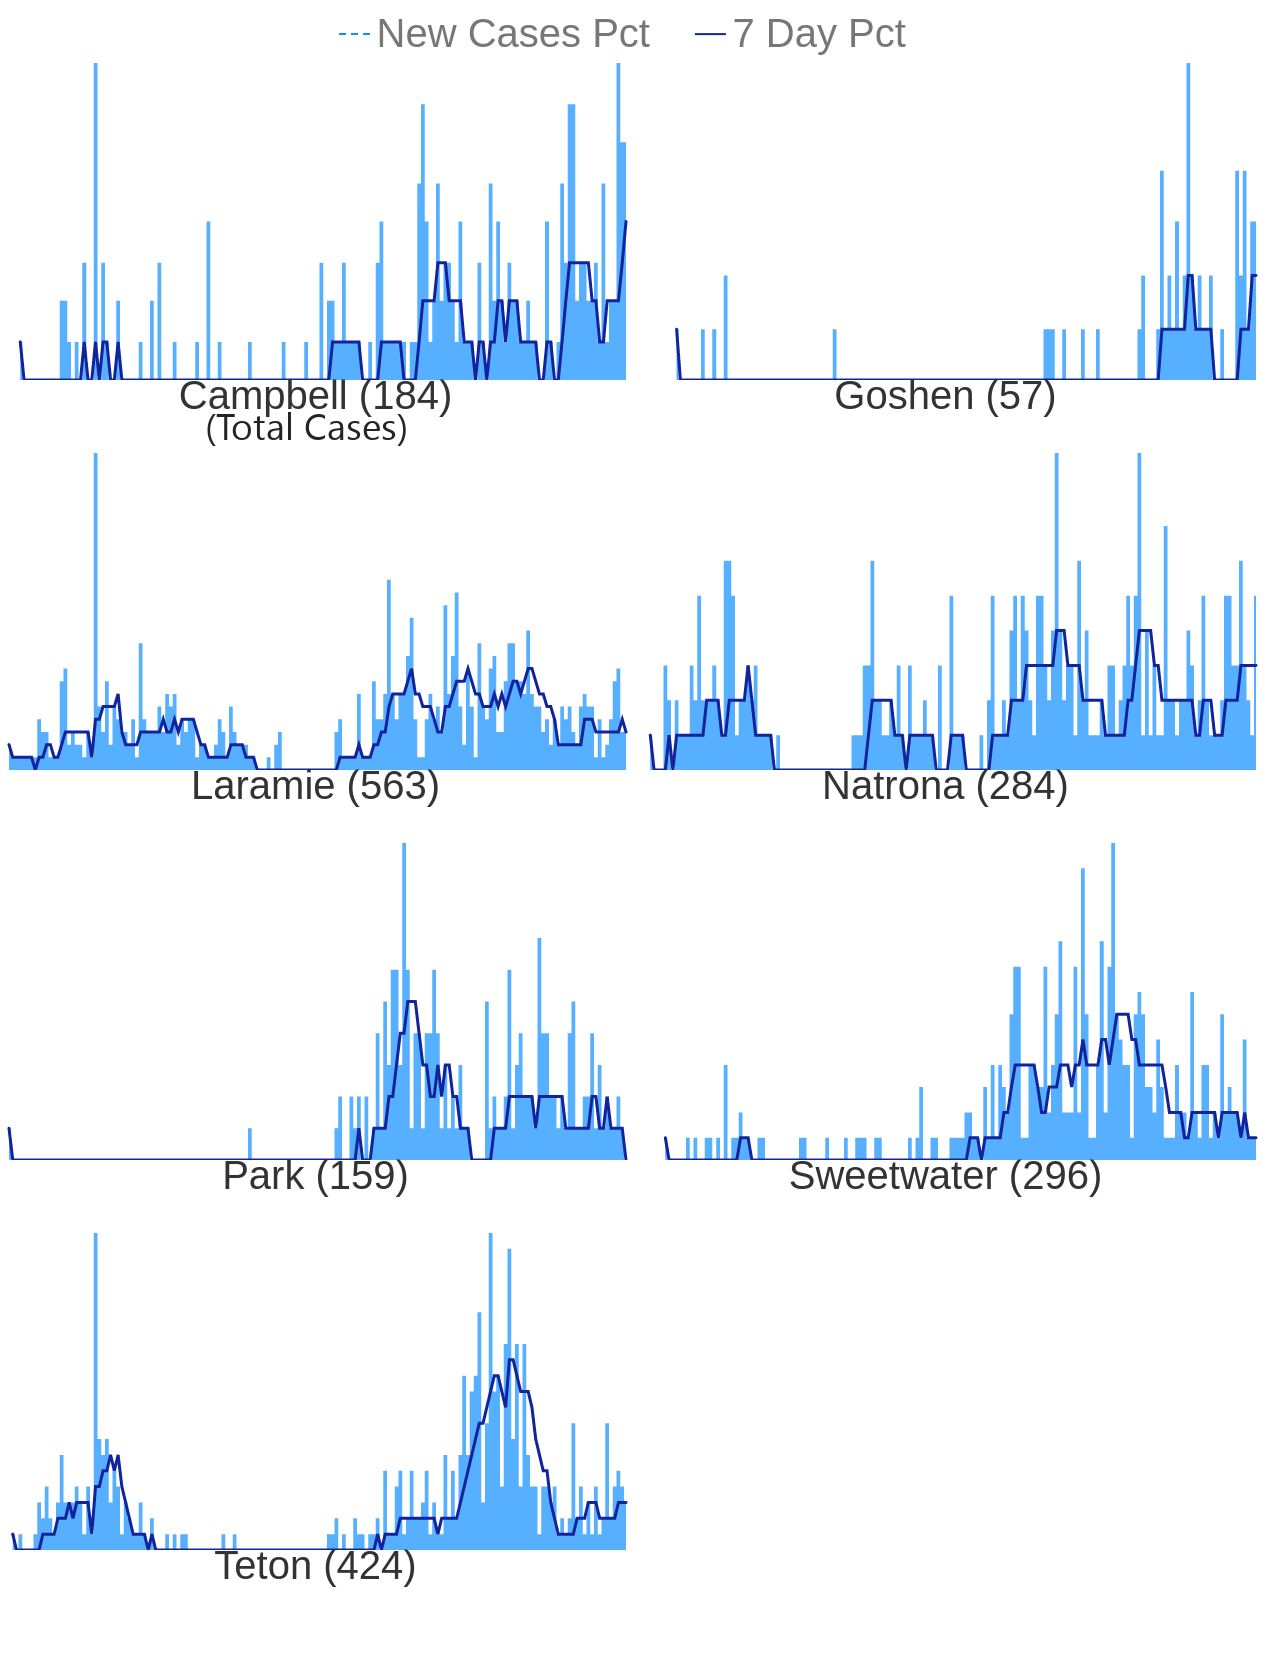 New Cases Pct 7 Day Pct
Campbell (184) Goshen (57)
(Total Cases)
Laramie (563) Natrona (284)
Park (159) Sweetwater (296)
Teton (424)